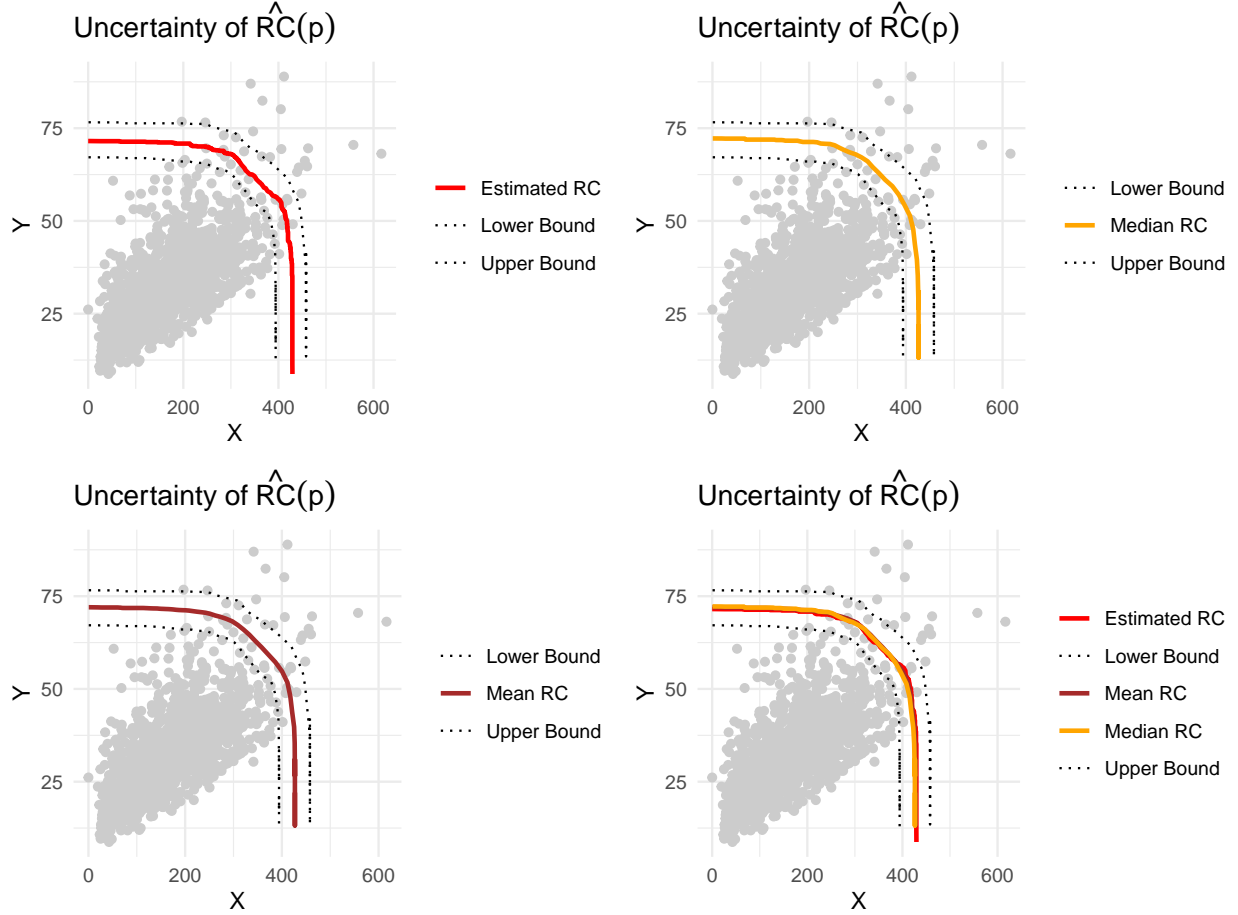 Uncertainty of R̂C(p)
75
50
25
Y
0 200 400 600
X
Estimated RC
Lower Bound
Upper Bound
Uncertainty of R̂C(p)
75
50
25
Y
0 200 400 600
X
Lower Bound
Median RC
Upper Bound
Uncertainty of R̂C(p)
75
50
25
Y
0 200 400 600
X
Lower Bound
Mean RC
Upper Bound
Uncertainty of R̂C(p)
75
50
25
Y
0 200 400 600
X
Estimated RC
Lower Bound
Mean RC
Median RC
Upper Bound